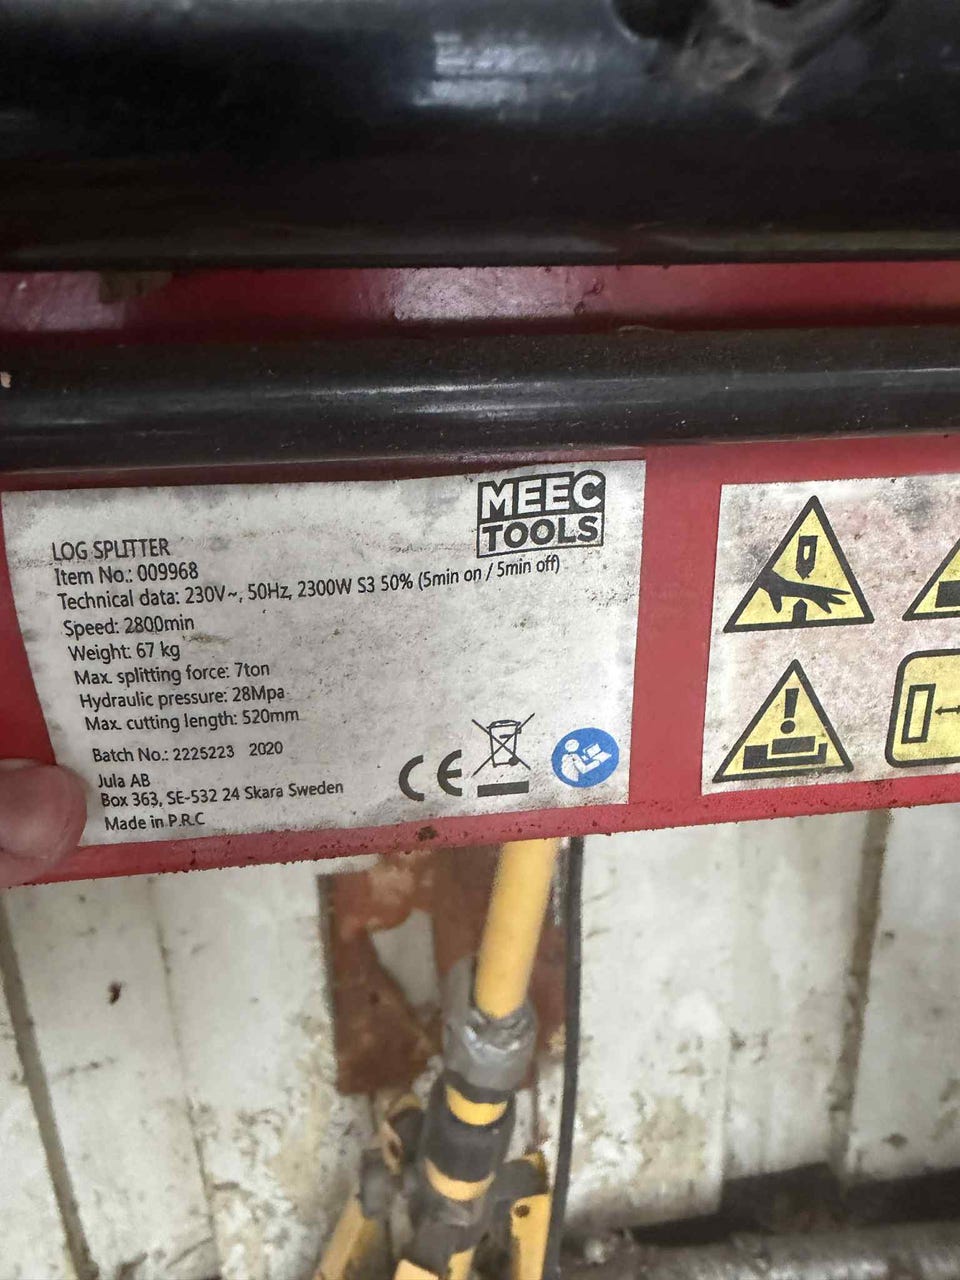 MEEC
TOOLS
LOG SPLITTER
Item No.: 009968
Technical data: 230V~, 50Hz, 2300W S3 50% (5min on / 5min off)
Speed: 2800min
Weight: 67 kg
Max. splitting force: 7ton
Hydraulic pressure: 28Mpa
Max. cutting length: 520mm
Batch No.: 2225223 2020
Jula AB
Box 363, SE-532 24 Skara Sweden
Made in P.R.C
CE